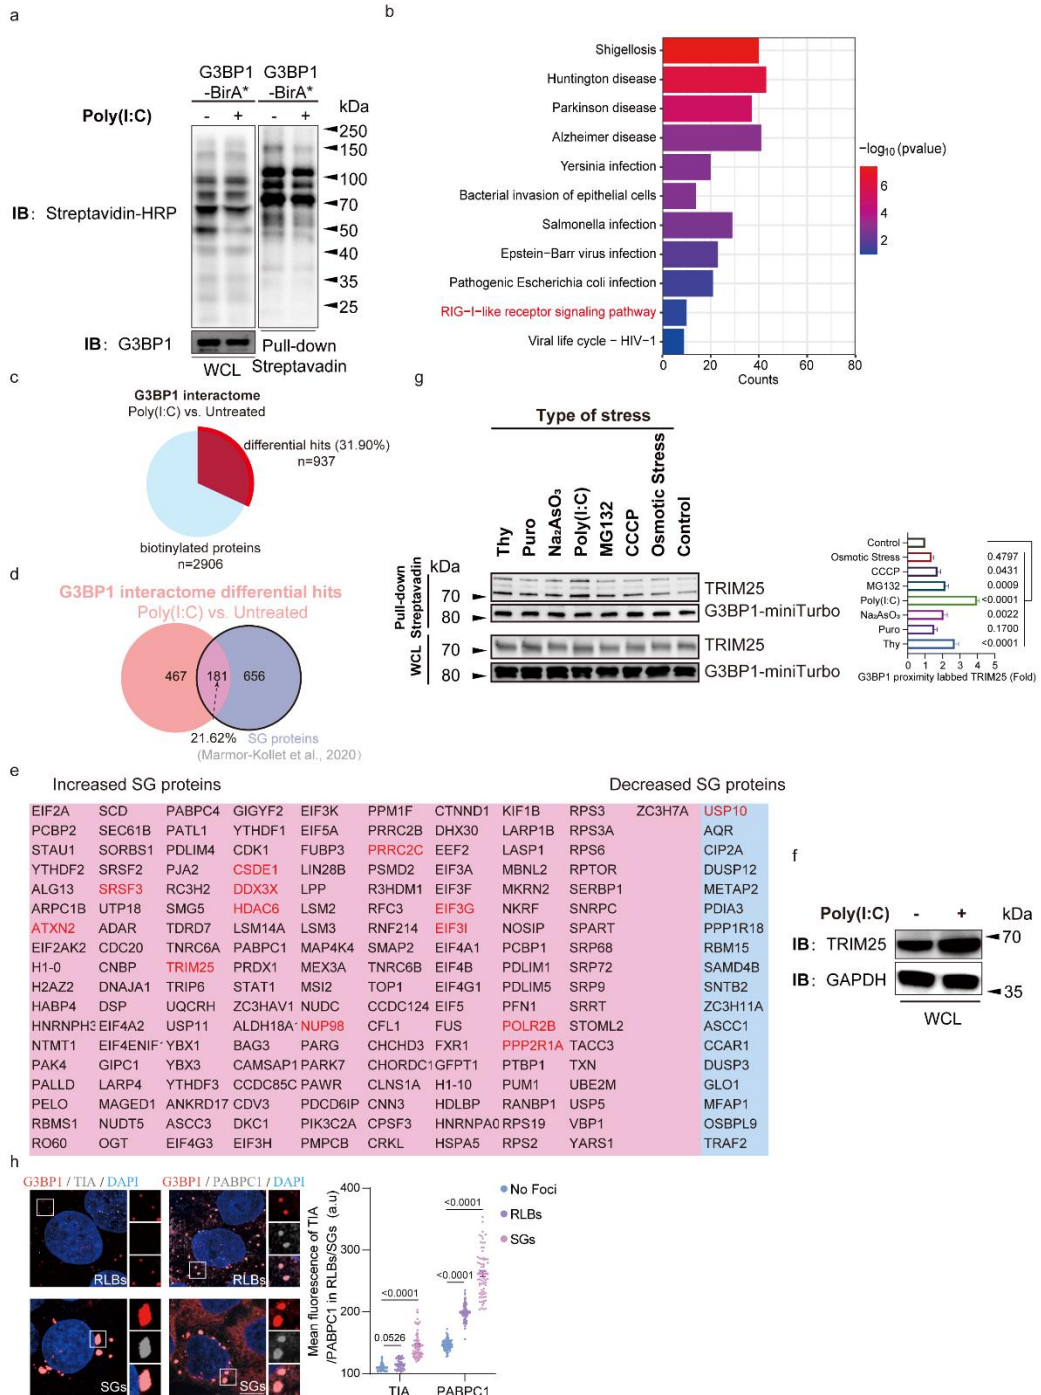 a
G3BP1
-BirA*
G3BP1
-BirA*
Poly(I:C)
-
+
-
+
kDa
250
150
100
70
50
40
35
25
IB: Streptavidin-HRP
IB: G3BP1
WCL
Pull-down
Streptavadin
b
Shigellosis
Huntington disease
Parkinson disease
Alzheimer disease
Yersinia infection
Bacterial invasion of epithelial cells
Salmonella infection
Epstein-Barr virus infection
Pathogenic Escherichia coli infection
RIG-I-like receptor signaling pathway
Viral life cycle - HIV-1
0 20 40 60 80
Counts
-log10 (pvalue)
6
4
2
c
G3BP1 interactome
Poly(I:C) vs. Untreated
differential hits (31.90%)
n=937
biotinylated proteins
n=2906
d
G3BP1 interactome differential hits
Poly(I:C) vs. Untreated
467 181 656
21.62%
SG proteins
(Marmor-Kollet et al., 2020)
g
Type of stress
Thy
Puro
Na₂AsO₃
Poly(I:C)
MG132
CCCP
Osmotic Stress
Control
kDa
Pull-down
Streptavadin
70
TRIM25
80
G3BP1-miniTurbo
WCL
70
TRIM25
80
G3BP1-miniTurbo
Control
Osmotic Stress 0.4797
CCCP 0.0431
MG132 0.0009
Poly(I:C) <0.0001
Na₂AsO₃ 0.0022
Puro 0.1700
Thy <0.0001
0 1 2 3 4 5
G3BP1 proximity labbed TRIM25 (Fold)
e
Increased SG proteins
Decreased SG proteins
EIF2A SCD PABPC4 GIGYF2 EIF3K PPM1F CTNND1 KIF1B RPS3 ZC3H7A USP10
PCBP2 SEC61B PATL1 YTHDF1 EIF5A PRRC2B DHX30 LARP1B RPS3A AQR
STAU1 SORBS1 PDLIM4 CDK1 FUBP3 PRRC2C EEF2 LASP1 RPS6 CIP2A
YTHDF2 SRSF2 PJA2 CSDE1 LIN28B PSMD2 EIF3A MBNL2 RPTOR DUSP12
ALG13 SRSF3 RC3H2 DDX3X LPP R3HDM1 EIF3F MKRN2 SERBP1 METAP2
ARPC1B UTP18 SMG5 HDAC6 LSM2 RFC3 EIF3G NKRF SNRPC PDIA3
ATXN2 ADAR TDRD7 LSM14A LSM3 RNF214 EIF3I NOSIP SPART PPP1R18
EIF2AK2 CDC20 TNRC6A PABPC1 MAP4K4 SMAP2 EIF4A1 PCBP1 SRP68 RBM15
H1-0 CNBP TRIM25 PRDX1 MEX3A TNRC6B EIF4B PDLIM1 SRP72 SAMD4B
H2AZ2 DNAJA1 TRIP6 STAT1 MSI2 TOP1 EIF4G1 PDLIM5 SRP9 SNTB2
HABP4 DSP UQCRH ZC3HAV1 NUDC CCDC124 EIF5 PFN1 SRRT ZC3H11A
HNRNPH3 EIF4A2 USP11 ALDH18A1 NUP98 CFL1 FUS POLR2B STOML2 ASCC1
NTMT1 EIF4ENIF1 YBX1 BAG3 PARG CHCHD3 FXR1 PPP2R1A TACC3 CCAR1
PAK4 GIPC1 YBX3 CAMSAP1 PARK7 CHORDC1 GFPT1 PTBP1 TXN DUSP3
PALLD LARP4 YTHDF3 CCDC85C PAWR CLNS1A H1-10 PUM1 UBE2M GLO1
PELO MAGED1 ANKRD17 CDV3 PDCD6IP CNN3 HDLBP RANBP1 USP5 MFAP1
RBMS1 NUDT5 ASCC3 DKC1 PIK3C2A CPSF3 HNRNPA0 RPS19 VBP1 OSBPL9
RO60 OGT EIF4G3 EIF3H PMPCB CRKL HSPA5 RPS2 YARS1 TRAF2
f
Poly(I:C) - + kDa
IB: TRIM25
70
IB: GAPDH
35
WCL
h
G3BP1 / TIA / DAPI
G3BP1 / PABPC1 / DAPI
RLBs
RLBs
SGs
SGs
Mean fluorescence of TIA
/PABPC1 in RLBs/SGs (a.u)
400
300
200
100
<0.0001
<0.0001
<0.0001
0.0526
TIA
PABPC1
No Foci
RLBs
SGs